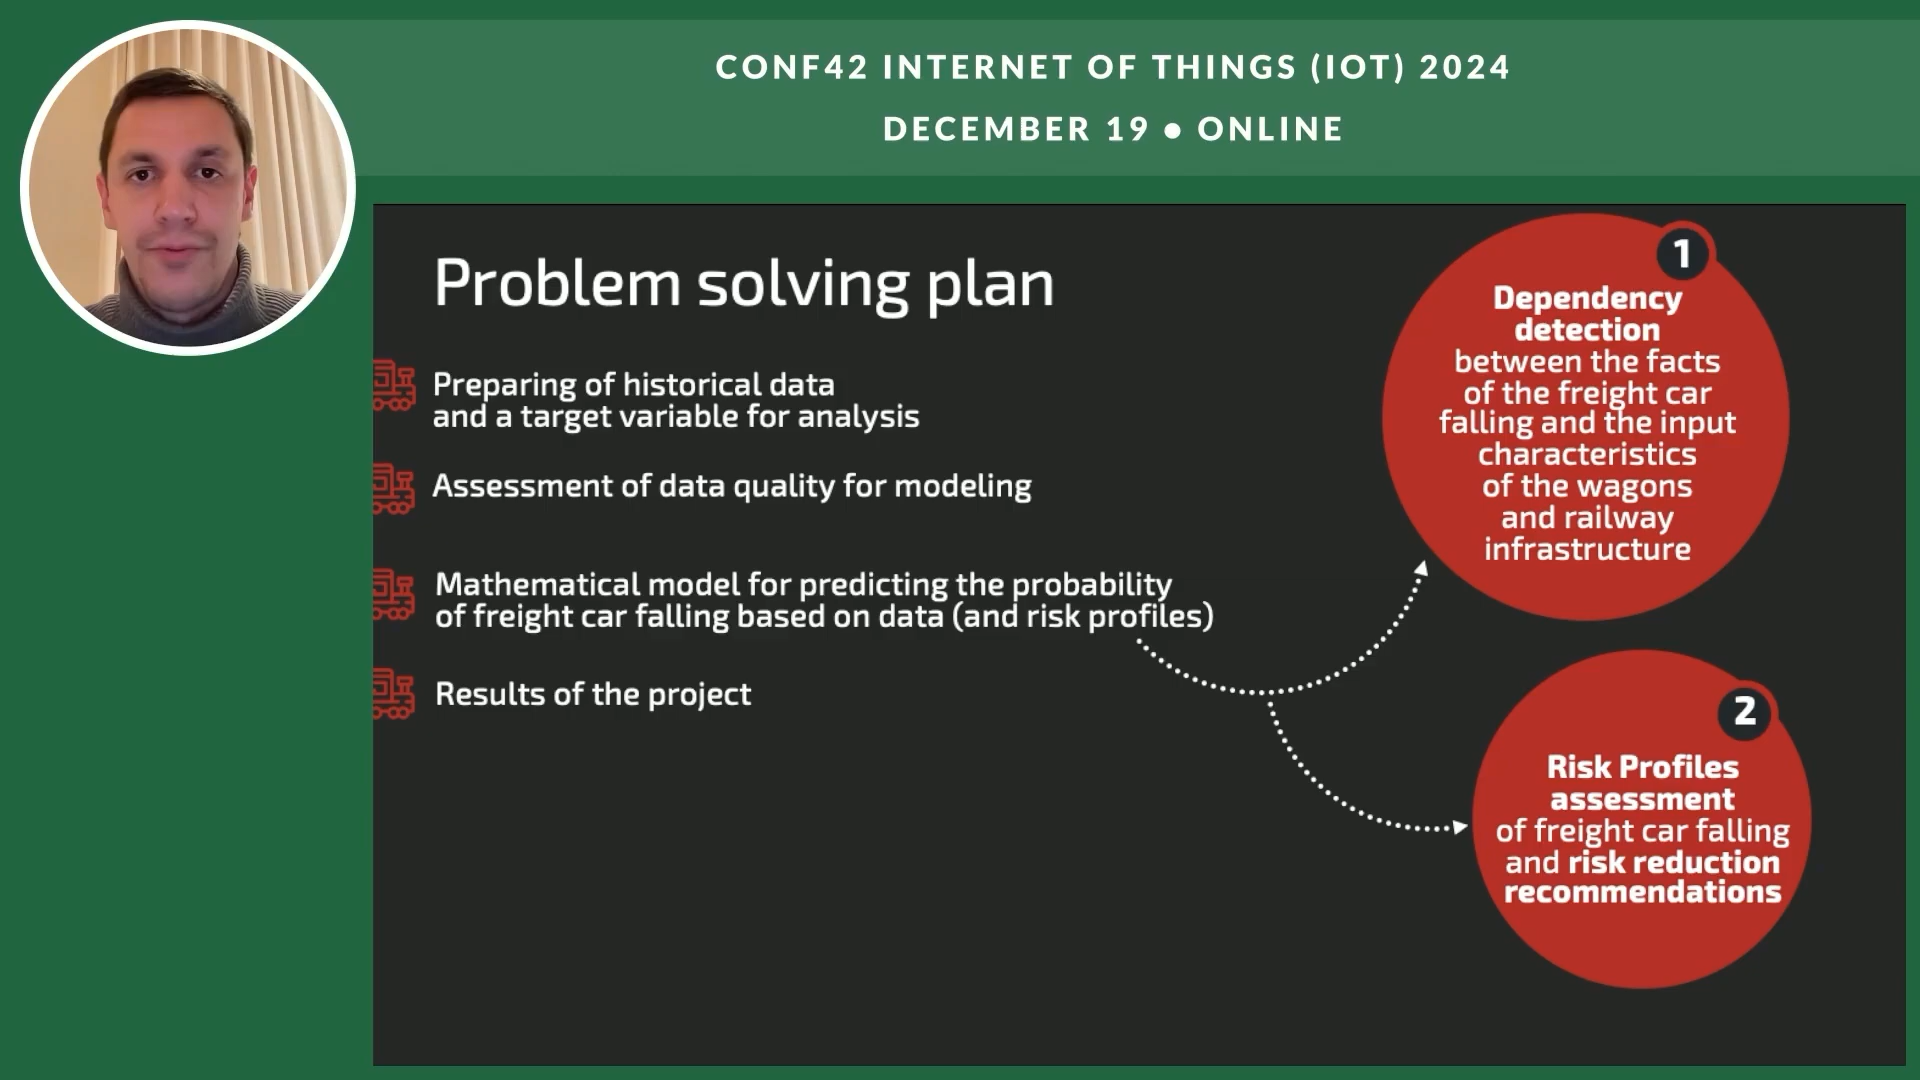 CONF42 INTERNET OF THINGS (IOT) 2024
DECEMBER 19 ● ONLINE
Problem solving plan
Preparing of historical data
and a target variable for analysis
Assessment of data quality for modeling
Mathematical model for predicting the probability
of freight car falling based on data (and risk profiles)
Results of the project
1
Dependency
detection
between the facts
of the freight car
falling and the input
characteristics
of the wagons
and railway
infrastructure
2
Risk Profiles
assessment
of freight car falling
and risk reduction
recommendations